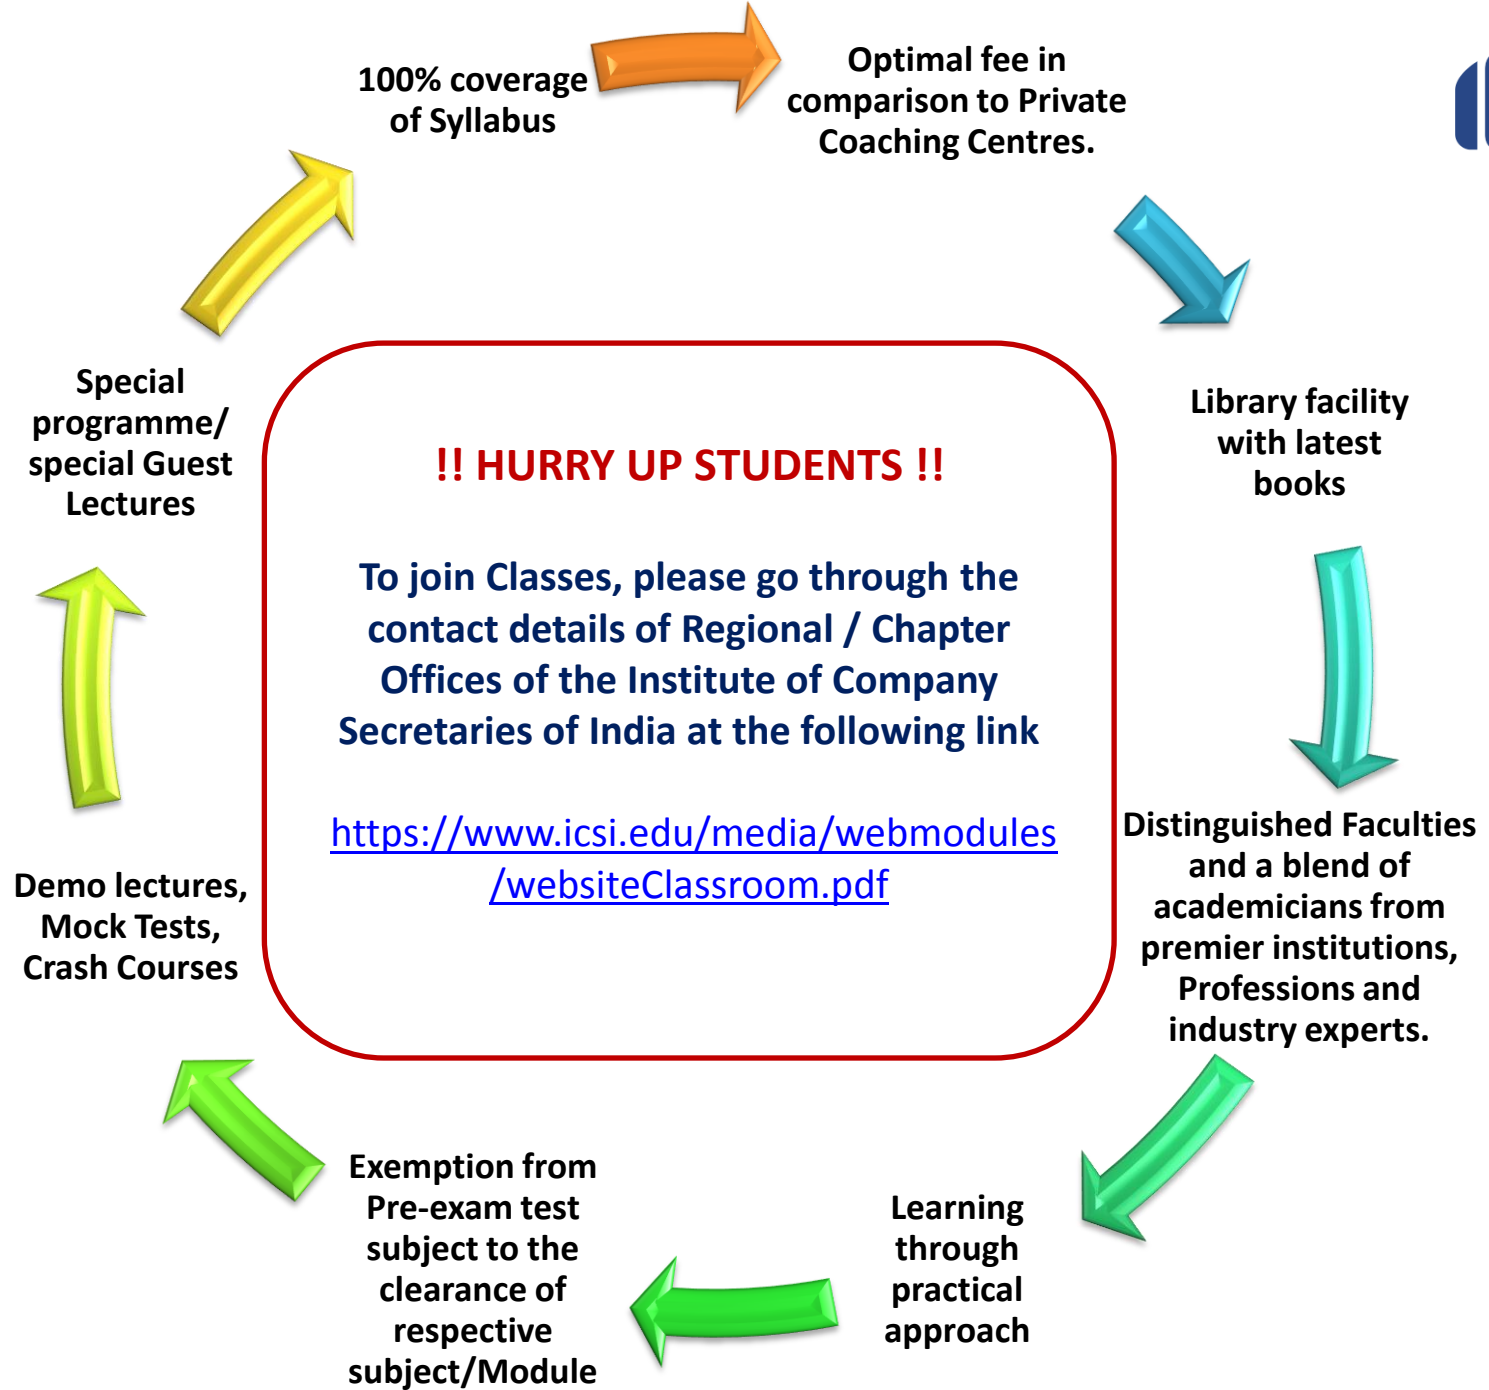 100% coverage
of Syllabus
Optimal fee in
comparison to Private
Coaching Centres.
Library facility
with latest
books
Distinguished Faculties
and a blend of
academicians from
premier institutions,
Professions and
industry experts.
Learning
through
practical
approach
Exemption from
Pre-exam test
subject to the
clearance of
respective
subject/Module
Demo lectures,
Mock Tests,
Crash Courses
Special
programme/
special Guest
Lectures
!! HURRY UP STUDENTS !!
To join Classes, please go through the
contact details of Regional / Chapter
Offices of the Institute of Company
Secretaries of India at the following link
https://www.icsi.edu/media/webmodules
/websiteClassroom.pdf